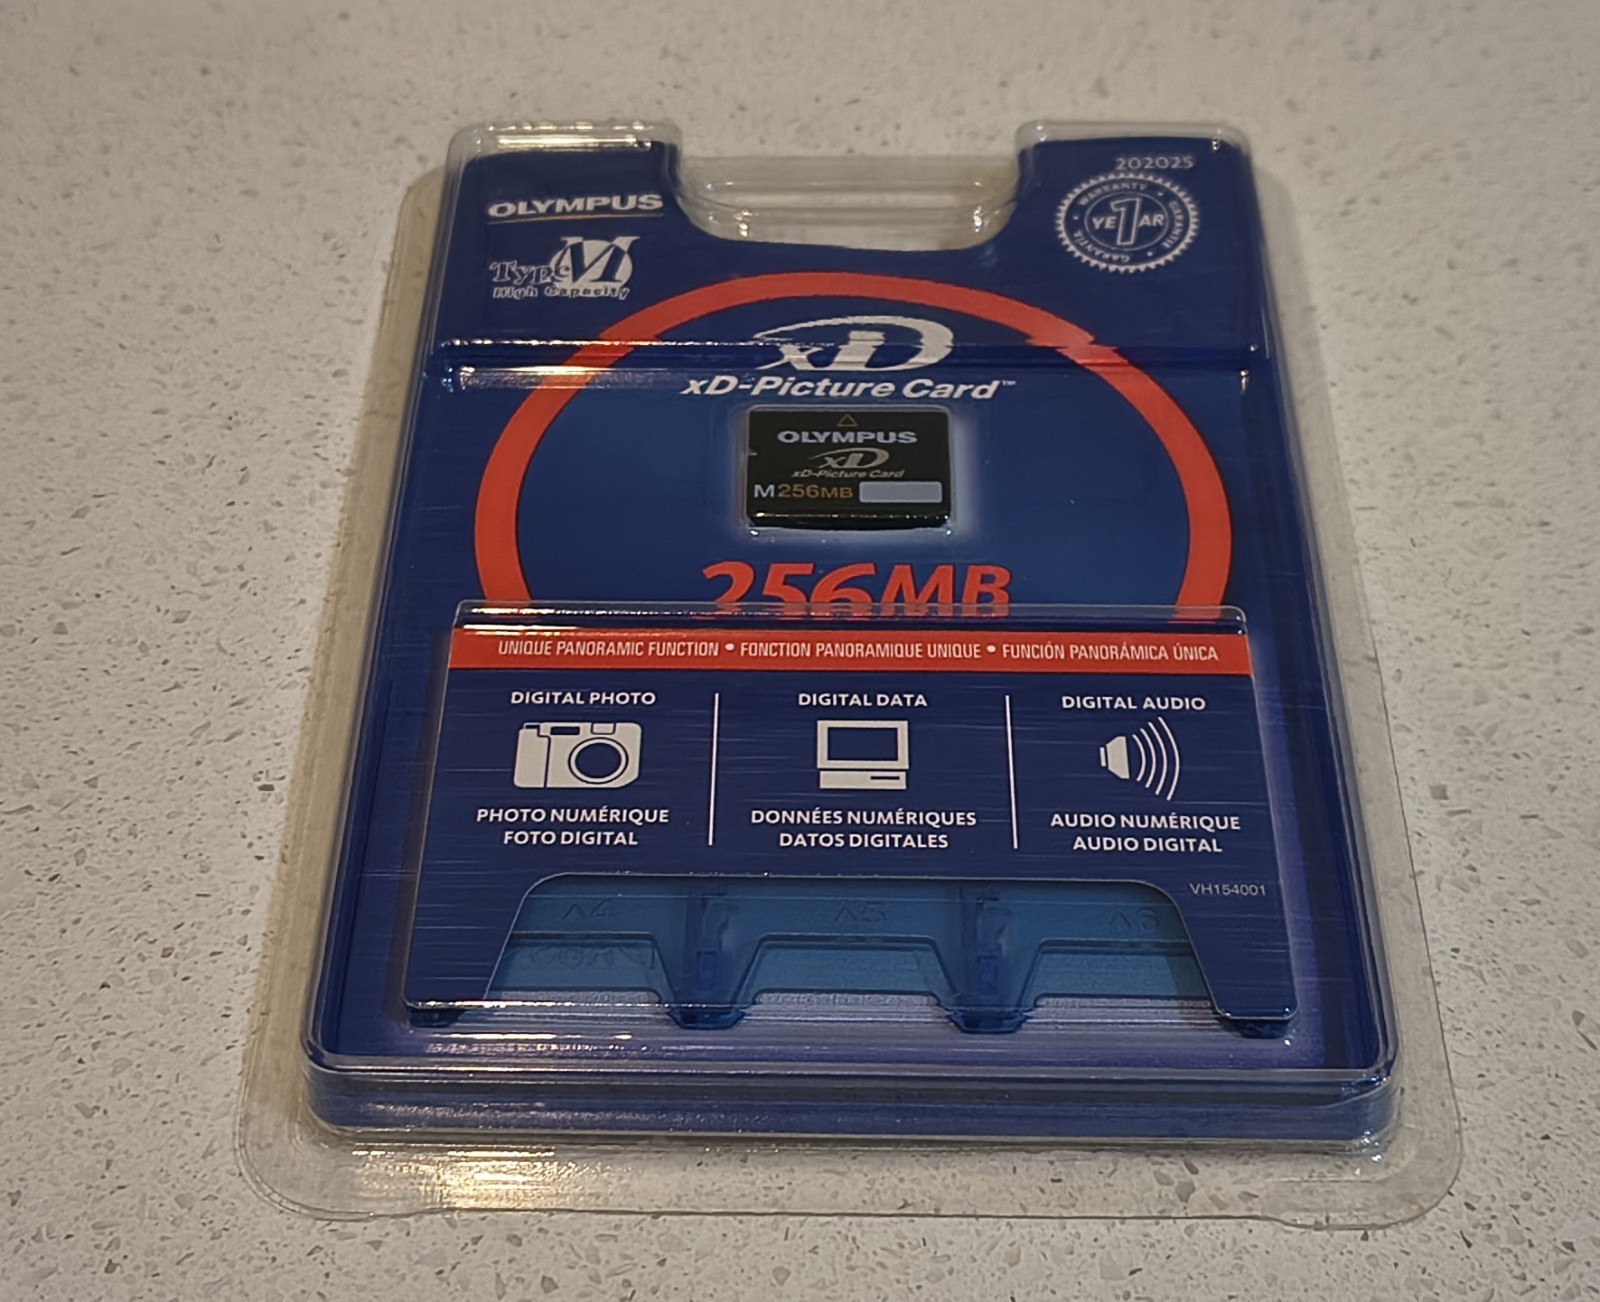 OLYMPUS
Type M
High Capacity
202025
WARRANTY • GARANTIE • GARANTÍA •
1 YEAR
xD
xD-Picture Card™
OLYMPUS
xD
xD-Picture Card
M256MB
256MB
UNIQUE PANORAMIC FUNCTION • FONCTION PANORAMIQUE UNIQUE • FUNCIÓN PANORÁMICA ÚNICA
DIGITAL PHOTO
PHOTO NUMÉRIQUE
FOTO DIGITAL
DIGITAL DATA
DONNÉES NUMÉRIQUES
DATOS DIGITALES
DIGITAL AUDIO
AUDIO NUMÉRIQUE
AUDIO DIGITAL
VH154001